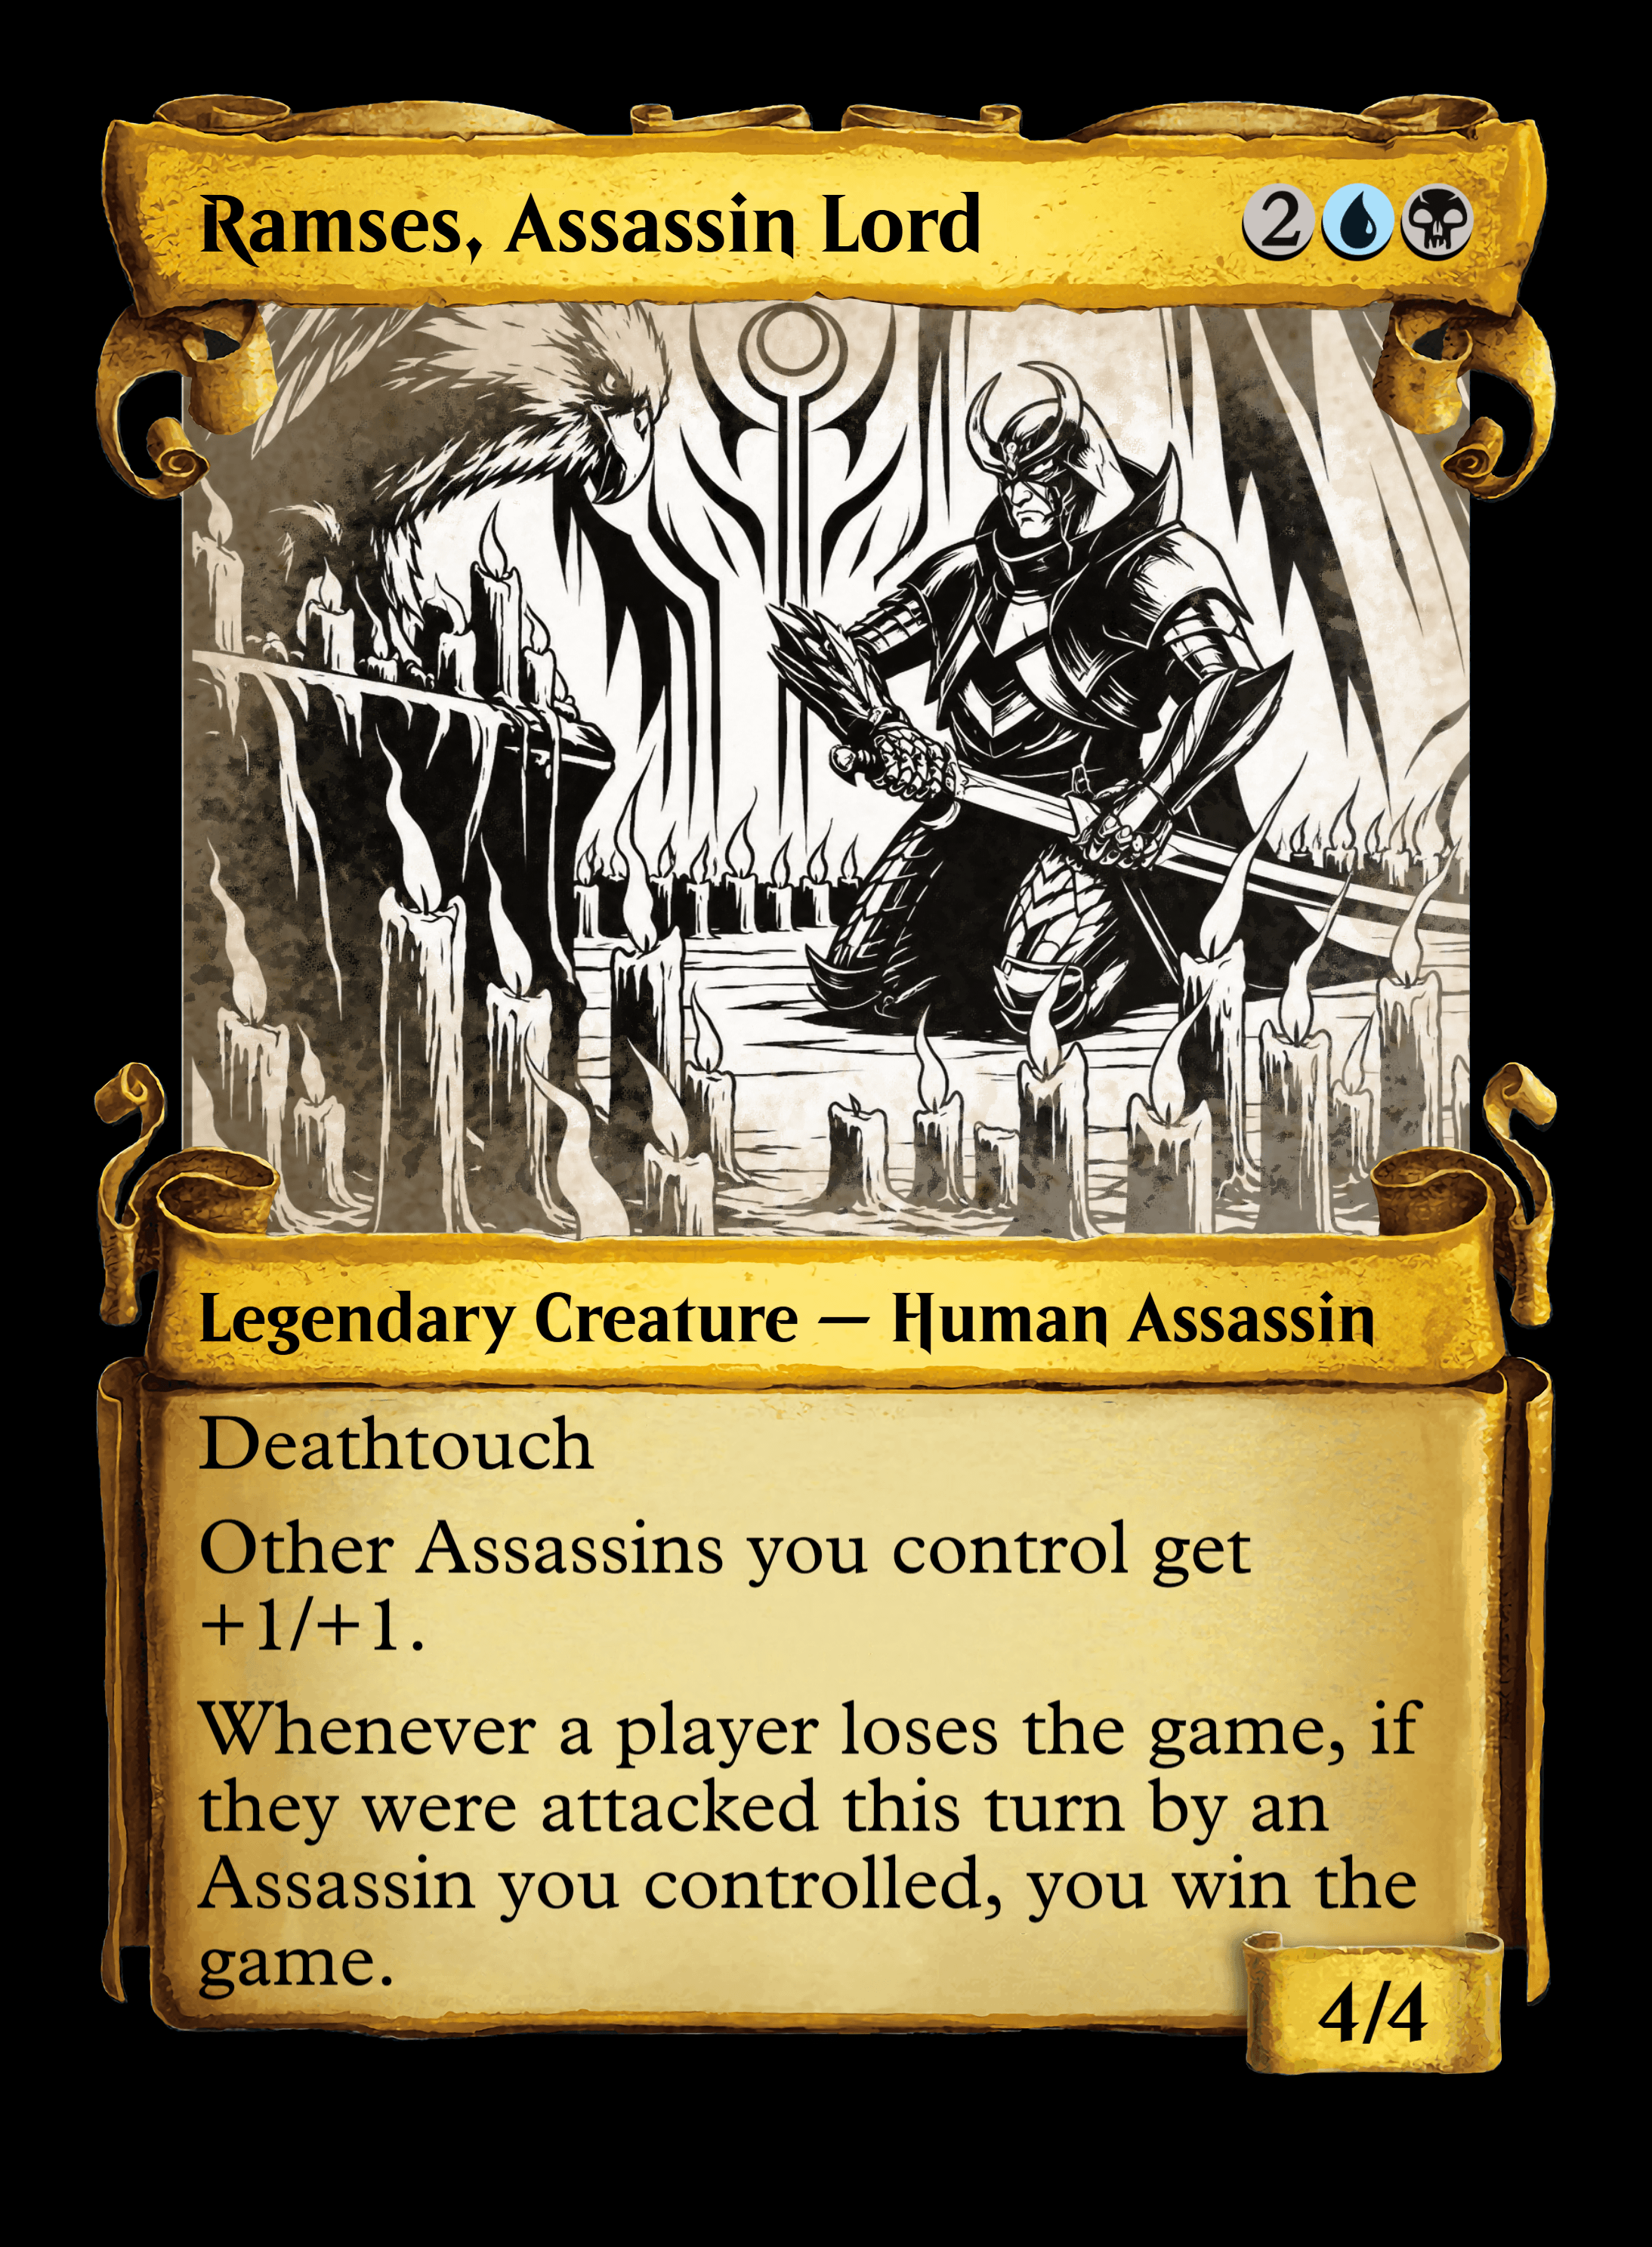 Ramses, Assassin Lord 2
Legendary Creature — Human Assassin
Deathtouch
Other Assassins you control get
+1/+1.
Whenever a player loses the game, if
they were attacked this turn by an
Assassin you controlled, you win the
game.
4/4